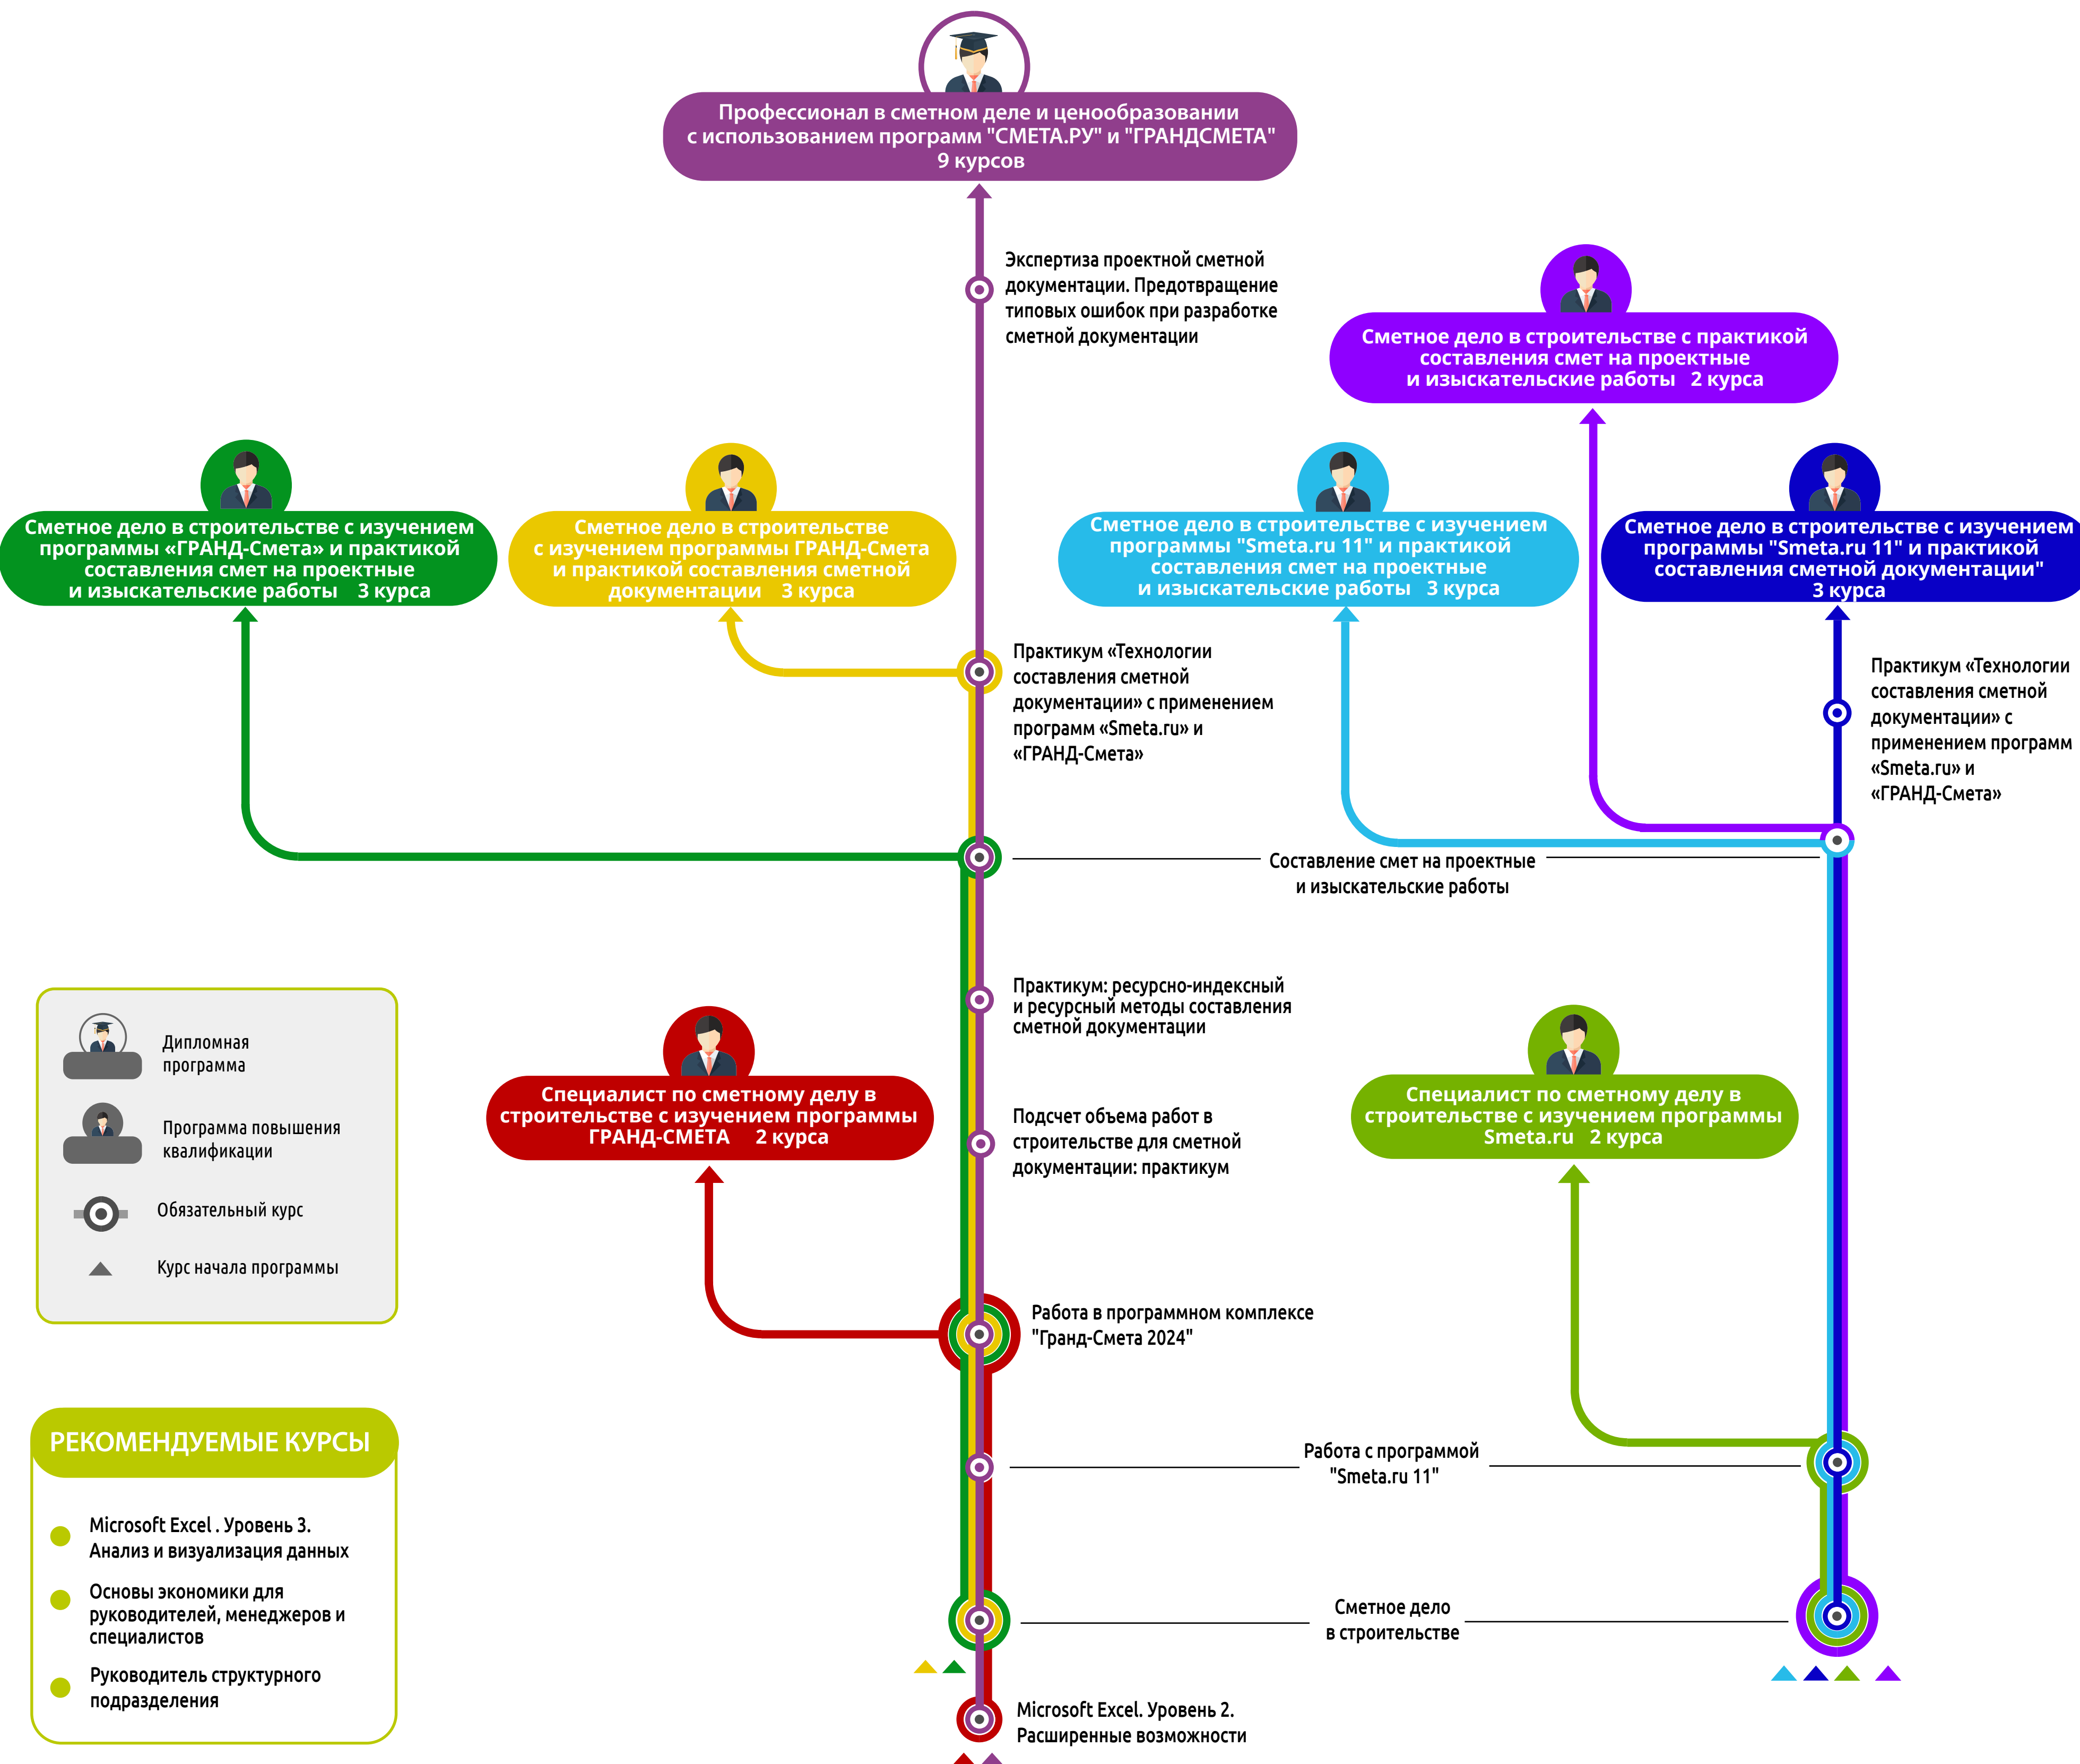 Профессионал в сметном деле и ценообразовании
с использованием программ "СМЕТА.РУ" и "ГРАНДСМЕТА"
9 курсов
Экспертиза проектной сметной
документации. Предотвращение
типовых ошибок при разработке
сметной документации
Сметное дело в строительстве с практикой
составления смет на проектные
и изыскательские работы 2 курса
Сметное дело в строительстве с изучением
программы «ГРАНД-Смета» и практикой
составления смет на проектные
и изыскательские работы 3 курса
Сметное дело в строительстве
с изучением программы ГРАНД-Смета
и практикой составления сметной
документации 3 курса
Сметное дело в строительстве с изучением
программы "Smeta.ru 11" и практикой
составления смет на проектные
и изыскательские работы 3 курса
Сметное дело в строительстве с изучением
программы "Smeta.ru 11" и практикой
составления сметной документации"
3 курса
Практикум «Технологии
составления сметной
документации» с применением
программ «Smeta.ru» и
«ГРАНД-Смета»
Практикум «Технологии
составления сметной
документации» с
применением программ
«Smeta.ru» и
«ГРАНД-Смета»
Составление смет на проектные
и изыскательские работы
Практикум: ресурсно-индексный
и ресурсный методы составления
сметной документации
Дипломная
программа
Программа повышения
квалификации
Обязательный курс
Курс начала программы
Специалист по сметному делу в
строительстве с изучением программы
ГРАНД-СМЕТА 2 курса
Подсчет объема работ в
строительстве для сметной
документации: практикум
Специалист по сметному делу в
строительстве с изучением программы
Smeta.ru 2 курса
Работа в программном комплексе
"Гранд-Смета 2024"
Работа с программой
"Smeta.ru 11"
РЕКОМЕНДУЕМЫЕ КУРСЫ
Microsoft Excel . Уровень 3.
Анализ и визуализация данных
Основы экономики для
руководителей, менеджеров и
специалистов
Руководитель структурного
подразделения
Сметное дело
в строительстве
Microsoft Excel. Уровень 2.
Расширенные возможности